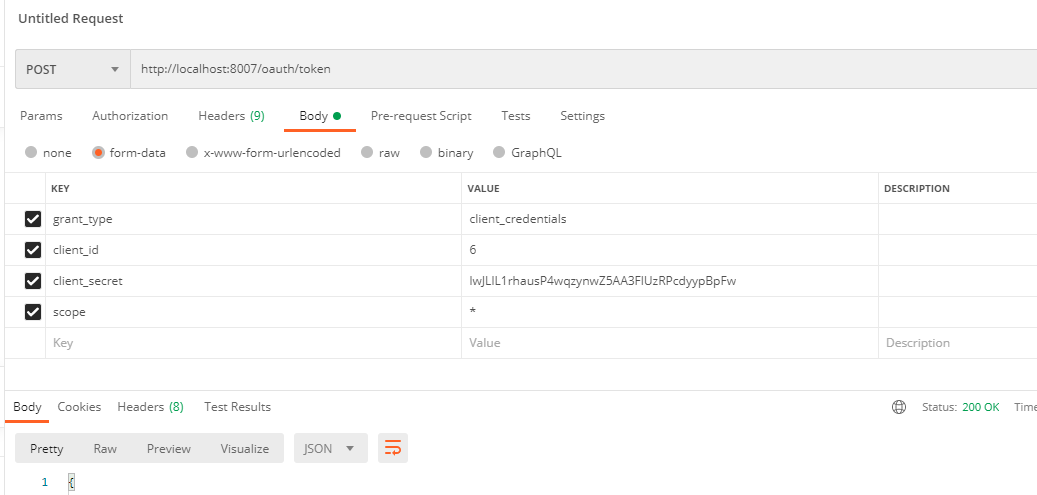 Untitled Request
POST http://localhost:8007/oauth/token
Params Authorization Headers (9) Body Pre-request Script Tests Settings
none form-data x-www-form-urlencoded raw binary GraphQL
KEY VALUE DESCRIPTION
grant_type client_credentials
client_id 6
client_secret lwJLIL1rhausP4wqzynwZ5AA3FlUzRPcdyypBpFw
scope *
Key Value Description
Body Cookies Headers (8) Test Results Status: 200 OK Time
Pretty Raw Preview Visualize JSON
1 {